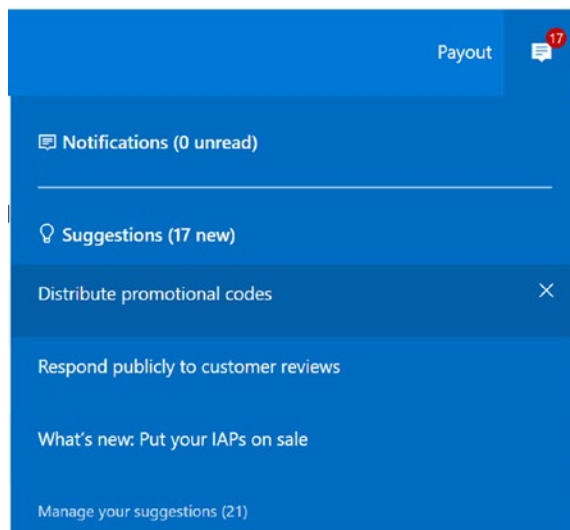 Payout
17
Notifications (0 unread)
Suggestions (17 new)
Distribute promotional codes
Respond publicly to customer reviews
What's new: Put your IAPs on sale
Manage your suggestions (21)